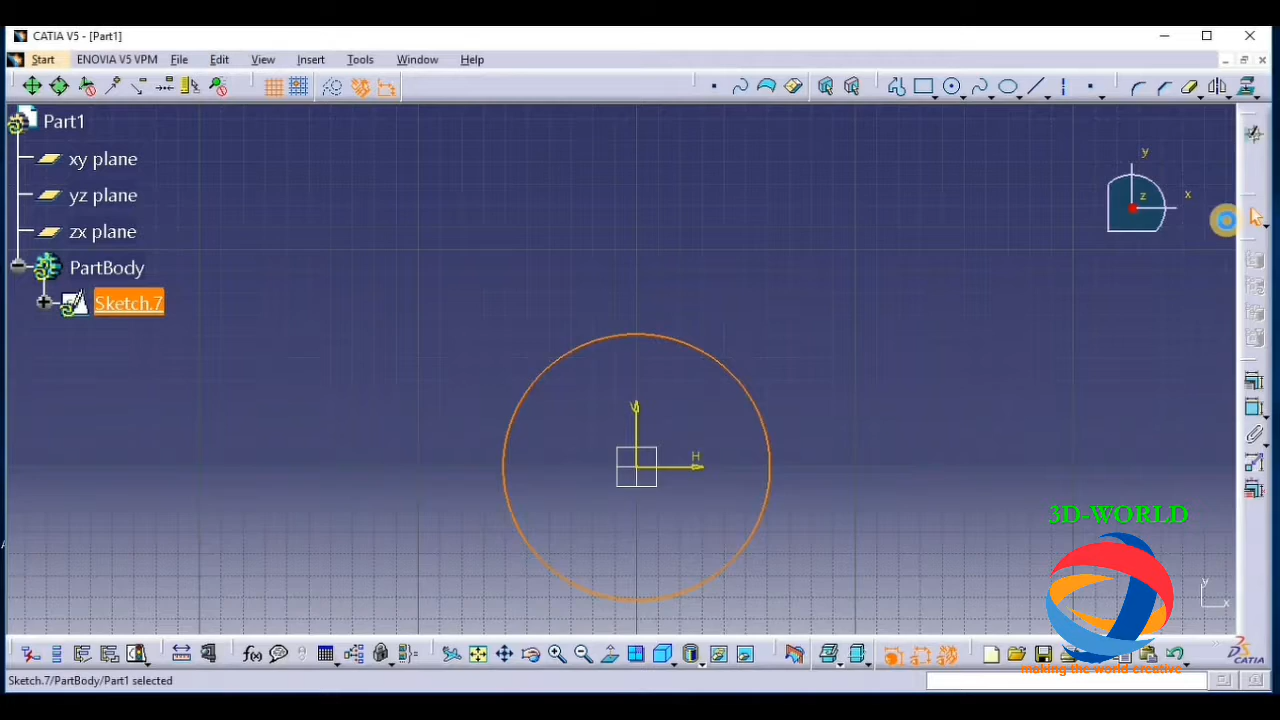 CATIA V5 - [Part1]
Start ENOVIA V5 VPM File Edit View Insert Tools Window Help
Part1
xy plane
yz plane
zx plane
PartBody
Sketch.7
y
x
z
V
H
3D-WORLD
making the world creative
y
x
f(x)
CATIA
Sketch.7/PartBody/Part1 selected